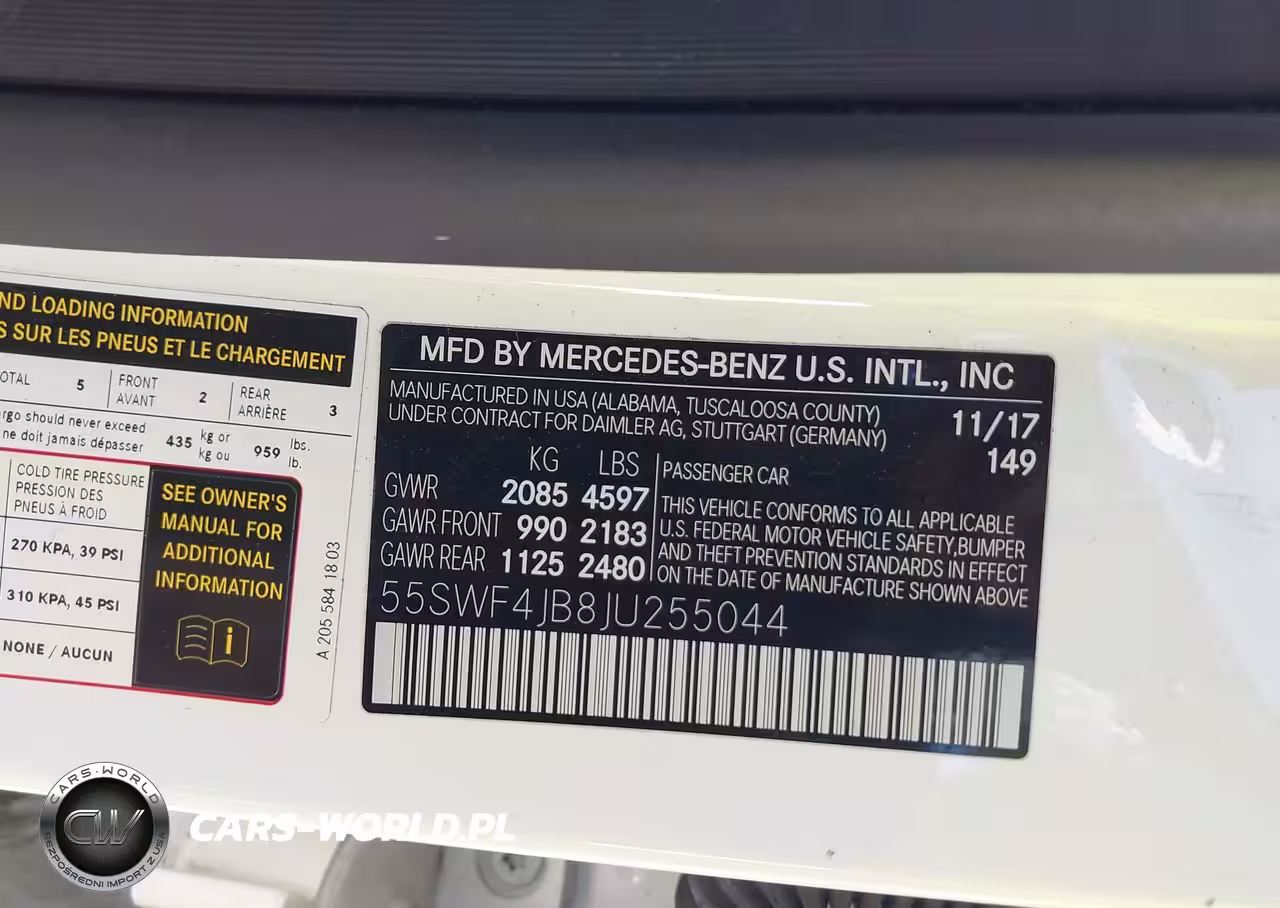 ND LOADING INFORMATION
S SUR LES PNEUS ET LE CHARGEMENT
OTAL 5 FRONT AVANT 2 REAR ARRIÈRE 3
rgo should never exceed
ne doit jamais dépasser
435 kg or kg ou 959 lbs. lb.
COLD TIRE PRESSURE
PRESSION DES
PNEUS À FROID
270 KPA, 39 PSI
310 KPA, 45 PSI
NONE / AUCUN
SEE OWNER'S
MANUAL FOR
ADDITIONAL
INFORMATION
A 205 584 18 03
MFD BY MERCEDES-BENZ U.S. INTL., INC
MANUFACTURED IN USA (ALABAMA, TUSCALOOSA COUNTY)
UNDER CONTRACT FOR DAIMLER AG, STUTTGART (GERMANY)
11/17
149
KG LBS
GVWR 2085 4597
GAWR FRONT 990 2183
GAWR REAR 1125 2480
PASSENGER CAR
THIS VEHICLE CONFORMS TO ALL APPLICABLE
U.S. FEDERAL MOTOR VEHICLE SAFETY,BUMPER
AND THEFT PREVENTION STANDARDS IN EFFECT
ON THE DATE OF MANUFACTURE SHOWN ABOVE
55SWF4JB8JU255044
CARS-WORLD
CW
BEZPOŚREDNI IMPORT Z USA
CARS-WORLD.PL